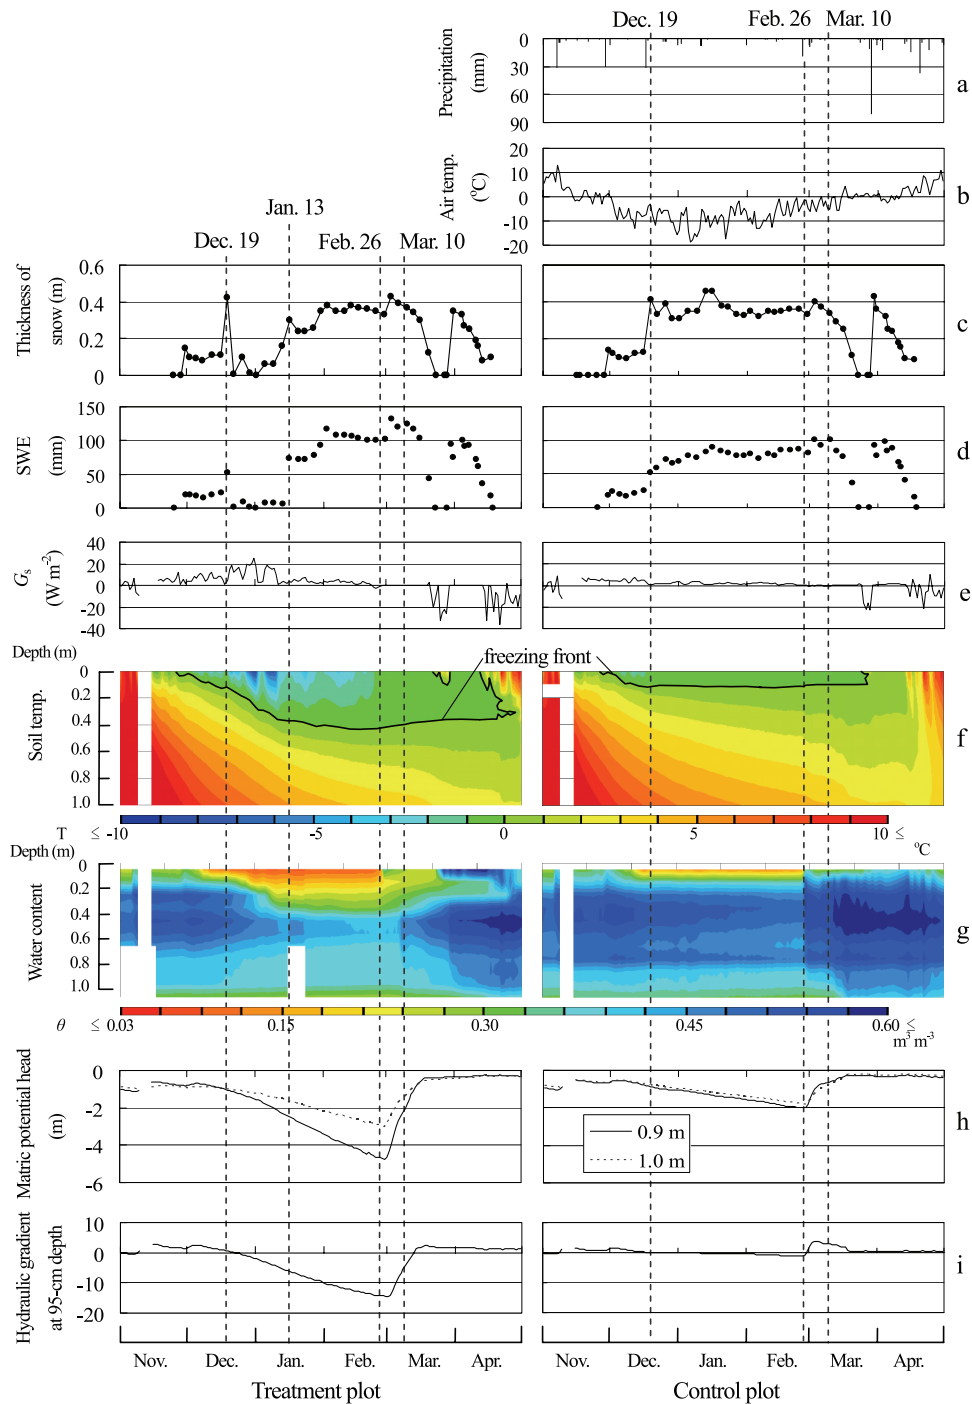 Dec. 19
Feb. 26
Mar. 10
Precipitation
(mm)
0
30
60
90
a
Air temp.
(°C)
20
10
0
-10
-20
b
Jan. 13
Dec. 19
Feb. 26
Mar. 10
Thickness of
snow (m)
0.6
0.4
0.2
0
c
SWE
(mm)
150
100
50
0
d
Gs
(W m-2)
40
20
0
-20
-40
e
Depth (m)
freezing front
Soil temp.
0
0.2
0.4
0.6
0.8
1.0
f
T ≤ -10 -5 0 5 10 ≤
°C
Depth (m)
Water content
0
0.2
0.4
0.6
0.8
1.0
g
θ ≤ 0.03 0.15 0.30 0.45 0.60 ≤
m3 m-3
Matric potential head
(m)
0
-2
-4
-6
0.9 m
1.0 m
h
Hydraulic gradient
at 95-cm depth
10
0
-10
-20
i
Nov. Dec. Jan. Feb. Mar. Apr.
Nov. Dec. Jan. Feb. Mar. Apr.
Treatment plot
Control plot